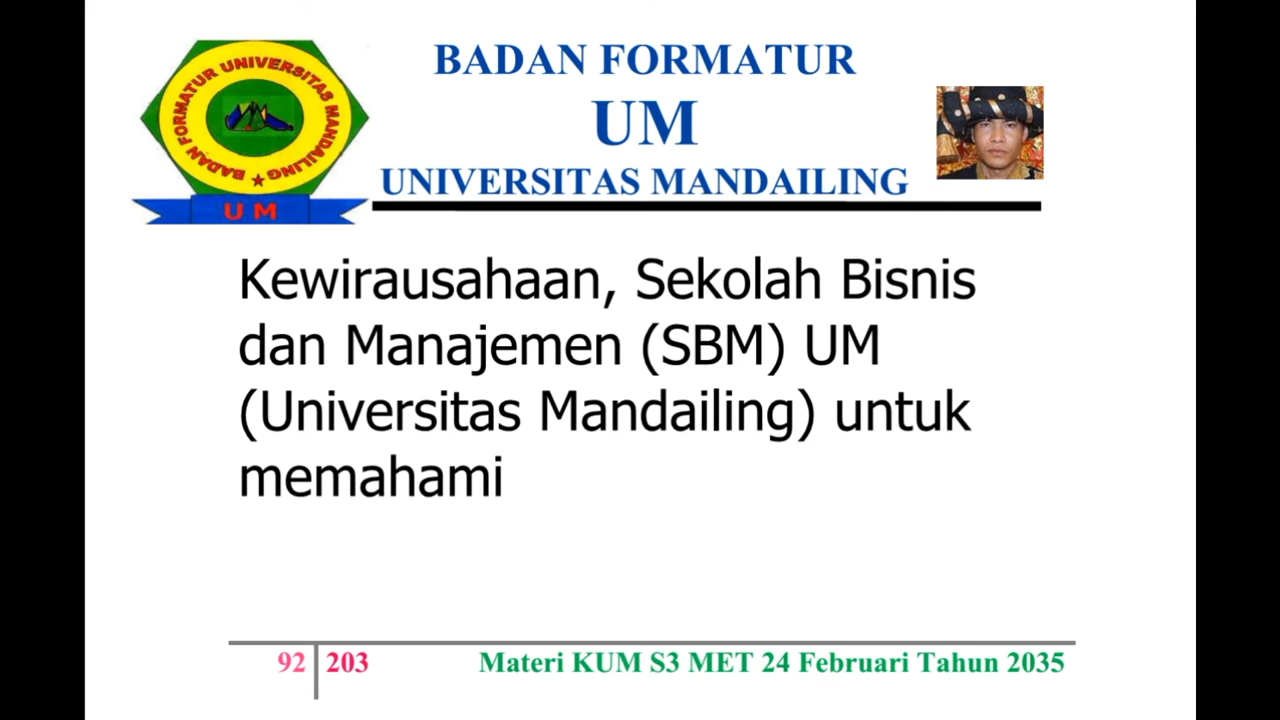 BADAN FORMATUR UNIVERSITAS MANDAILING
U M
BADAN FORMATUR
UM
UNIVERSITAS MANDAILING
Kewirausahaan, Sekolah Bisnis
dan Manajemen (SBM) UM
(Universitas Mandailing) untuk
memahami
92 203 Materi KUM S3 MET 24 Februari Tahun 2035